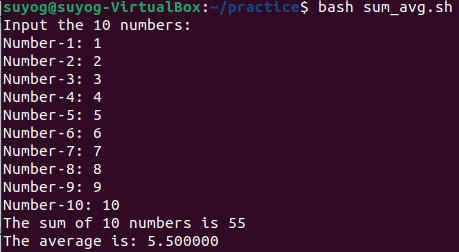 suyog@suyog-VirtualBox:~/practice$ bash sum_avg.sh
Input the 10 numbers:
Number-1: 1
Number-2: 2
Number-3: 3
Number-4: 4
Number-5: 5
Number-6: 6
Number-7: 7
Number-8: 8
Number-9: 9
Number-10: 10
The sum of 10 numbers is 55
The average is: 5.500000